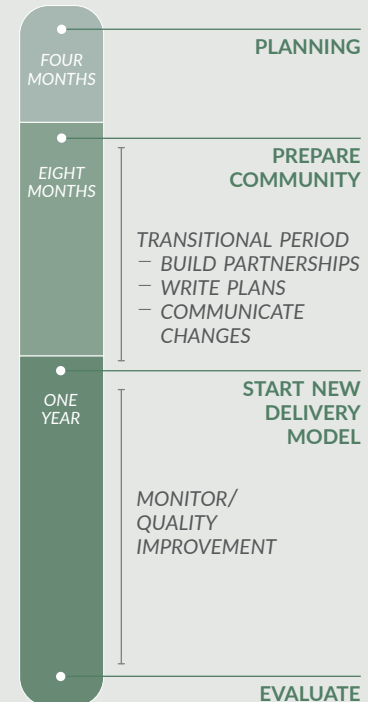 FOUR
MONTHS
PLANNING
EIGHT
MONTHS
PREPARE
COMMUNITY
TRANSITIONAL PERIOD
– BUILD PARTNERSHIPS
– WRITE PLANS
– COMMUNICATE
CHANGES
ONE
YEAR
START NEW
DELIVERY
MODEL
MONITOR/
QUALITY
IMPROVEMENT
EVALUATE